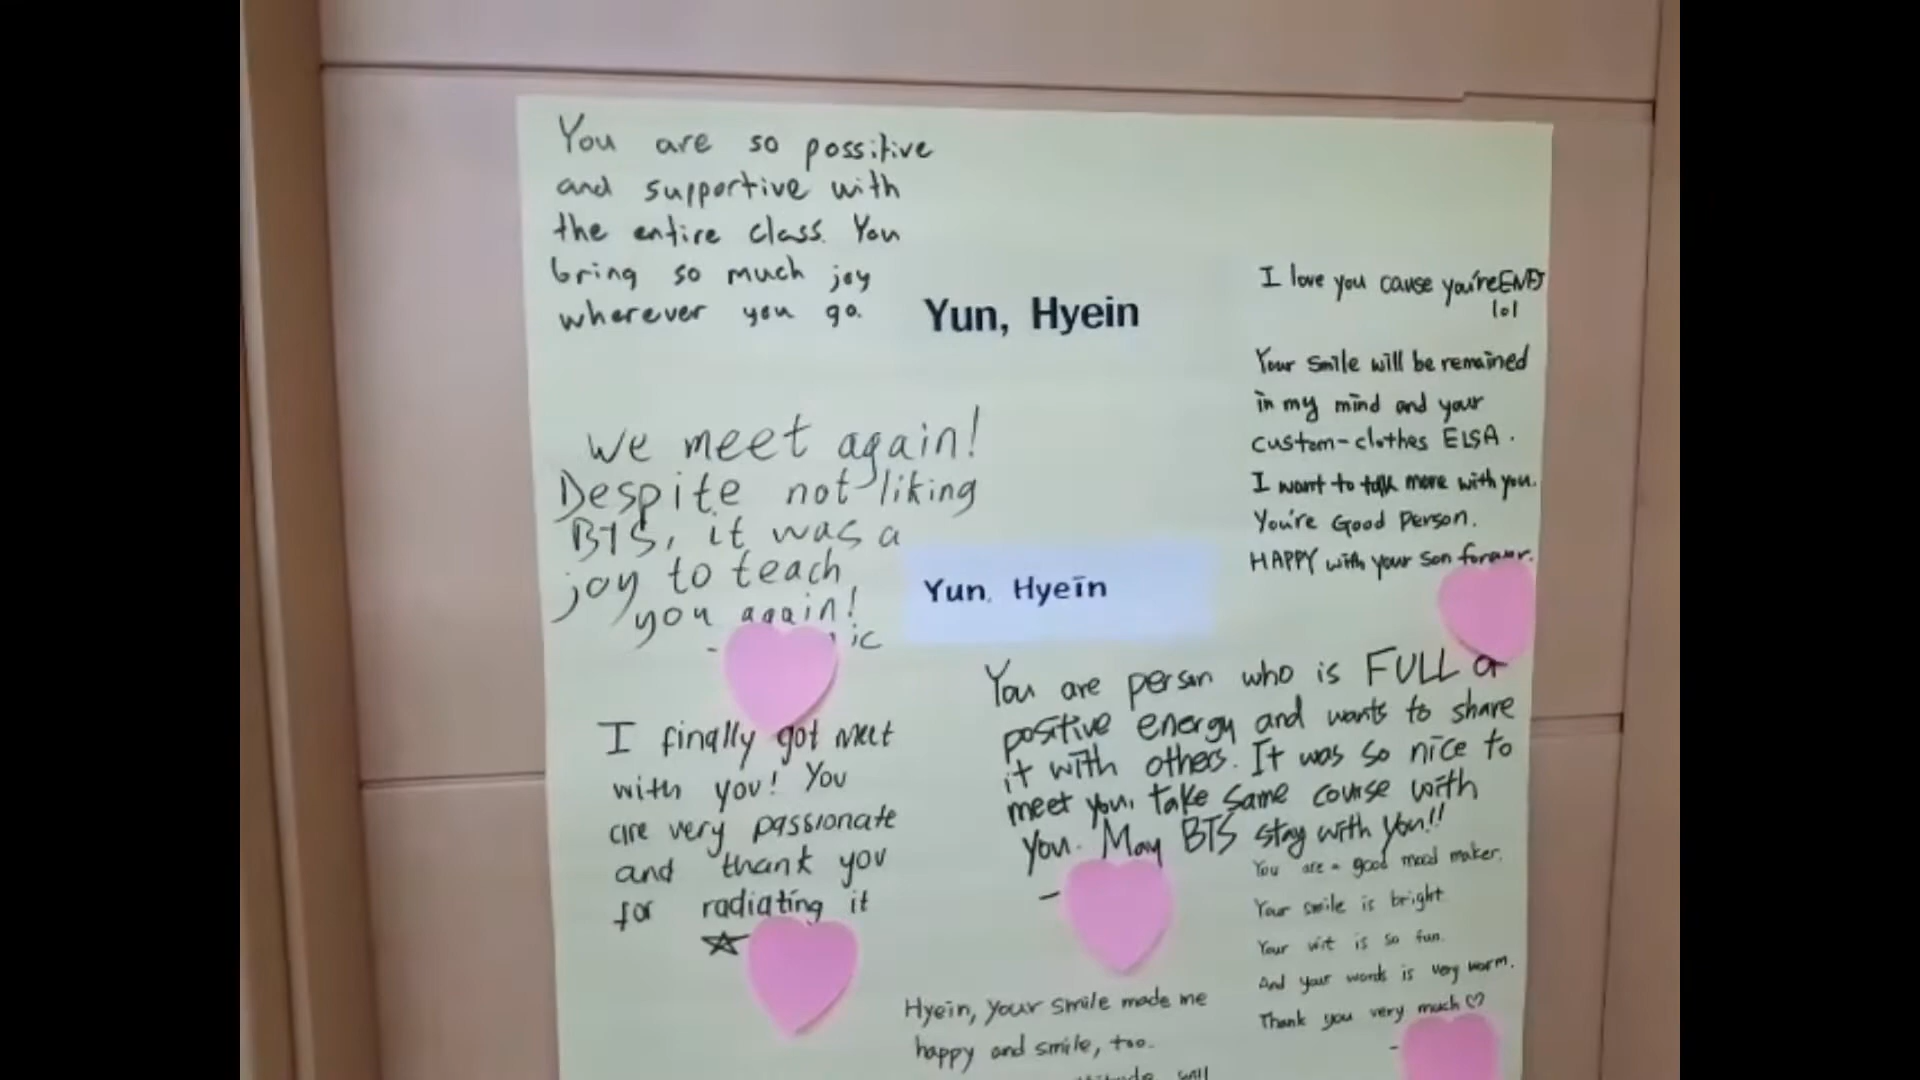 You are so possitive
and supportive with
the entire class. You
bring so much joy
wherever you go.
Yun, Hyein
I love you cause you're ENFJ
lol
Your smile will be remained
in my mind and your
custom-clothes ELSA.
I want to talk more with you.
You're Good Person.
HAPPY with your son forever.
We meet again!
Despite not liking
BTS, it was a
joy to teach
you again!
Yun, Hyein
You are person who is FULL of
positive energy and wants to share
it with others. It was so nice to
meet you, take same course with
you. May BTS stay with you!!
I finally got meet
with you! You
are very passionate
and thank you
for radiating it
You are a good mood maker.
Your smile is bright
Your wit is so fun.
And your words is very warm.
Thank you very much♡
Hyein, your smile made me
happy and smile, too.
will